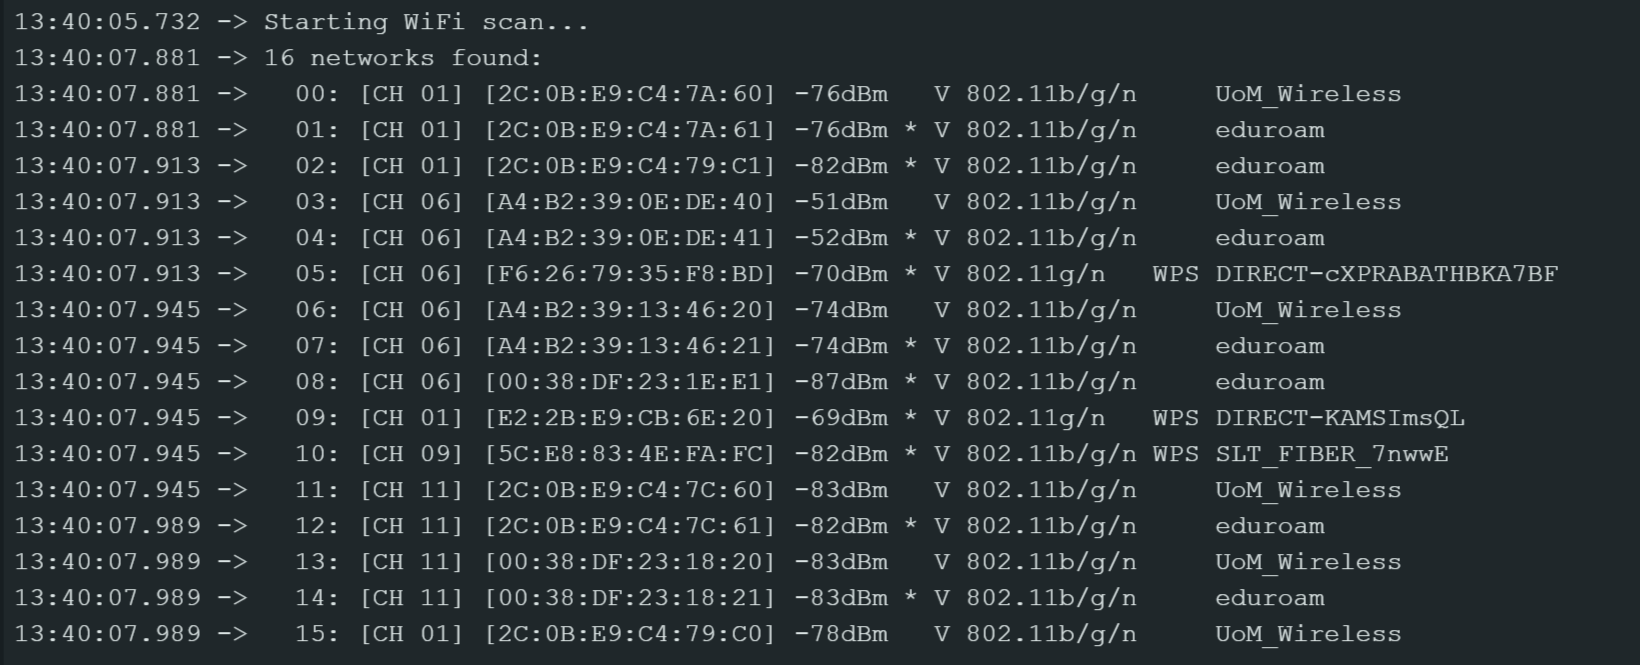 13:40:05.732 -> Starting WiFi scan...
13:40:07.881 -> 16 networks found:
13:40:07.881 ->   00: [CH 01] [2C:0B:E9:C4:7A:60] -76dBm   V 802.11b/g/n     UoM_Wireless
13:40:07.881 ->   01: [CH 01] [2C:0B:E9:C4:7A:61] -76dBm * V 802.11b/g/n     eduroam
13:40:07.913 ->   02: [CH 01] [2C:0B:E9:C4:79:C1] -82dBm * V 802.11b/g/n     eduroam
13:40:07.913 ->   03: [CH 06] [A4:B2:39:0E:DE:40] -51dBm   V 802.11b/g/n     UoM_Wireless
13:40:07.913 ->   04: [CH 06] [A4:B2:39:0E:DE:41] -52dBm * V 802.11b/g/n     eduroam
13:40:07.913 ->   05: [CH 06] [F6:26:79:35:F8:BD] -70dBm * V 802.11g/n   WPS DIRECT-cXPRABATHBKA7BF
13:40:07.945 ->   06: [CH 06] [A4:B2:39:13:46:20] -74dBm   V 802.11b/g/n     UoM_Wireless
13:40:07.945 ->   07: [CH 06] [A4:B2:39:13:46:21] -74dBm * V 802.11b/g/n     eduroam
13:40:07.945 ->   08: [CH 06] [00:38:DF:23:1E:E1] -87dBm * V 802.11b/g/n     eduroam
13:40:07.945 ->   09: [CH 01] [E2:2B:E9:CB:6E:20] -69dBm * V 802.11g/n   WPS DIRECT-KAMSImsQL
13:40:07.945 ->   10: [CH 09] [5C:E8:83:4E:FA:FC] -82dBm * V 802.11b/g/n WPS SLT_FIBER_7nwwE
13:40:07.945 ->   11: [CH 11] [2C:0B:E9:C4:7C:60] -83dBm   V 802.11b/g/n     UoM_Wireless
13:40:07.989 ->   12: [CH 11] [2C:0B:E9:C4:7C:61] -82dBm * V 802.11b/g/n     eduroam
13:40:07.989 ->   13: [CH 11] [00:38:DF:23:18:20] -83dBm   V 802.11b/g/n     UoM_Wireless
13:40:07.989 ->   14: [CH 11] [00:38:DF:23:18:21] -83dBm * V 802.11b/g/n     eduroam
13:40:07.989 ->   15: [CH 01] [2C:0B:E9:C4:79:C0] -78dBm   V 802.11b/g/n     UoM_Wireless